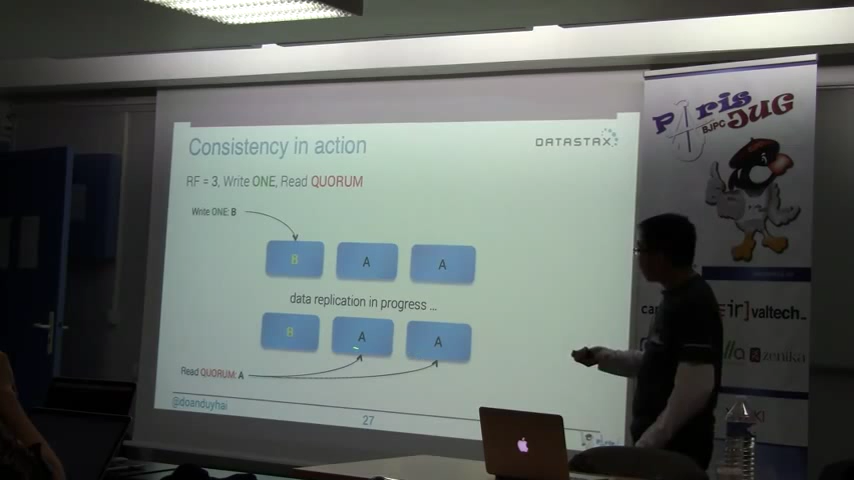 Consistency in action
DATASTAX
RF = 3, Write ONE, Read QUORUM
Write ONE: B
B A A
data replication in progress ...
B A A
Read QUORUM: A
@doanduyhai
27
Paris
BJPC JUG
valtech_
zenika